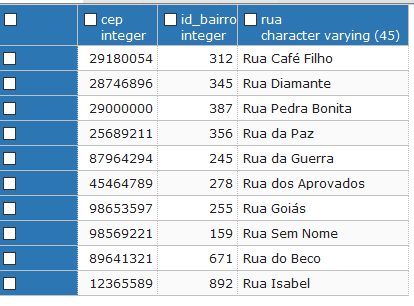 cep id_bairro rua
integer integer character varying (45)
29180054 312 Rua Café Filho
28746896 345 Rua Diamante
29000000 387 Rua Pedra Bonita
25689211 356 Rua da Paz
87964294 245 Rua da Guerra
45464789 278 Rua dos Aprovados
98653597 255 Rua Goiás
98569221 159 Rua Sem Nome
89641321 671 Rua do Beco
12365589 892 Rua Isabel